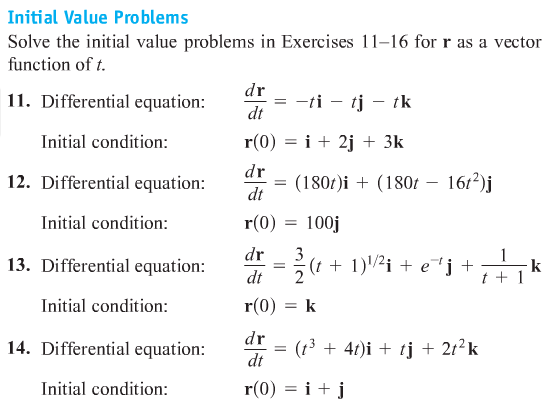 Initial Value Problems
Solve the initial value problems in Exercises 11–16 for r as a vector
function of t.
11. Differential equation: dr/dt = −ti − tj − tk
Initial condition: r(0) = i + 2j + 3k
12. Differential equation: dr/dt = (180t)i + (180t − 16t²)j
Initial condition: r(0) = 100j
13. Differential equation: dr/dt = 3/2(t + 1)^{1/2}i + e^{−t}j + 1/(t + 1)k
Initial condition: r(0) = k
14. Differential equation: dr/dt = (t³ + 4t)i + tj + 2t²k
Initial condition: r(0) = i + j